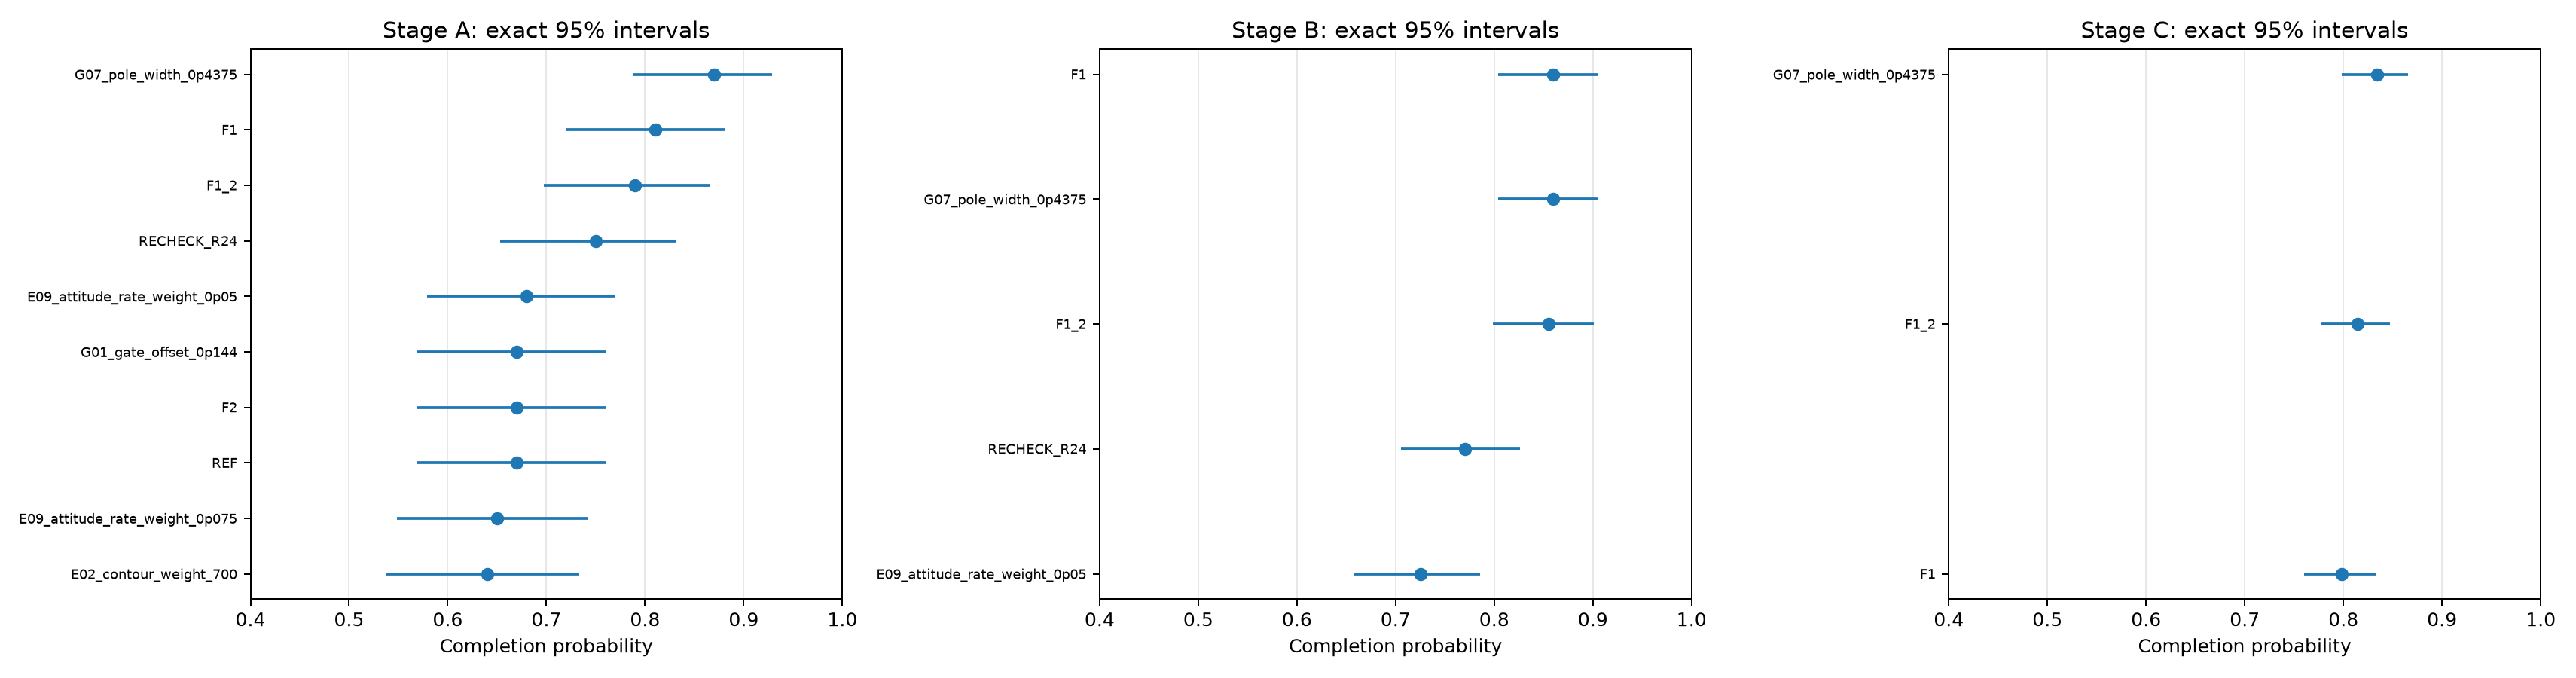 Stage A: exact 95% intervals
G07_pole_width_0p4375
F1
F1_2
RECHECK_R24
E09_attitude_rate_weight_0p05
G01_gate_offset_0p144
F2
REF
E09_attitude_rate_weight_0p075
E02_contour_weight_700
0.4 0.5 0.6 0.7 0.8 0.9 1.0
Completion probability
Stage B: exact 95% intervals
F1
G07_pole_width_0p4375
F1_2
RECHECK_R24
E09_attitude_rate_weight_0p05
0.4 0.5 0.6 0.7 0.8 0.9 1.0
Completion probability
Stage C: exact 95% intervals
G07_pole_width_0p4375
F1_2
F1
0.4 0.5 0.6 0.7 0.8 0.9 1.0
Completion probability